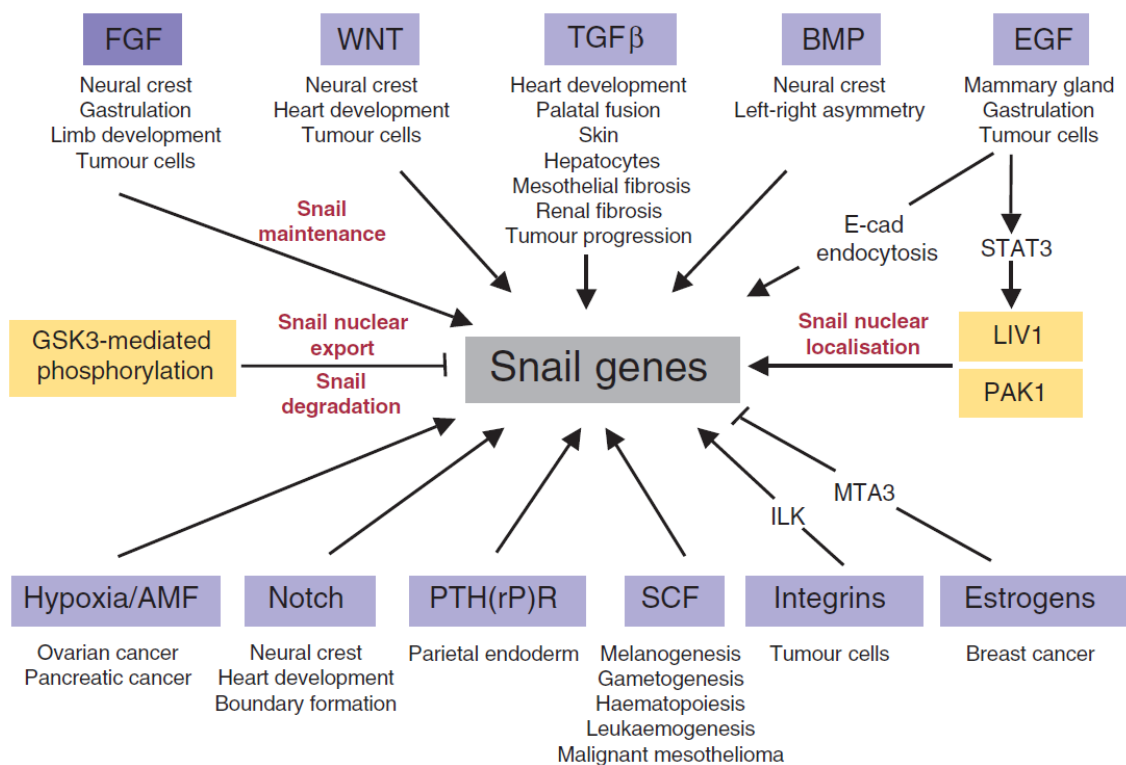 FGF
Neural crest
Gastrulation
Limb development
Tumour cells
WNT
Neural crest
Heart development
Tumour cells
TGFβ
Heart development
Palatal fusion
Skin
Hepatocytes
Mesothelial fibrosis
Renal fibrosis
Tumour progression
BMP
Neural crest
Left-right asymmetry
EGF
Mammary gland
Gastrulation
Tumour cells
Snail
maintenance
E-cad
endocytosis
STAT3
GSK3-mediated
phosphorylation
Snail nuclear
export
Snail
degradation
Snail genes
Snail nuclear
localisation
LIV1
PAK1
ILK
MTA3
Hypoxia/AMF
Ovarian cancer
Pancreatic cancer
Notch
Neural crest
Heart development
Boundary formation
PTH(rP)R
Parietal endoderm
SCF
Melanogenesis
Gametogenesis
Haematopoiesis
Leukaemogenesis
Malignant mesothelioma
Integrins
Tumour cells
Estrogens
Breast cancer